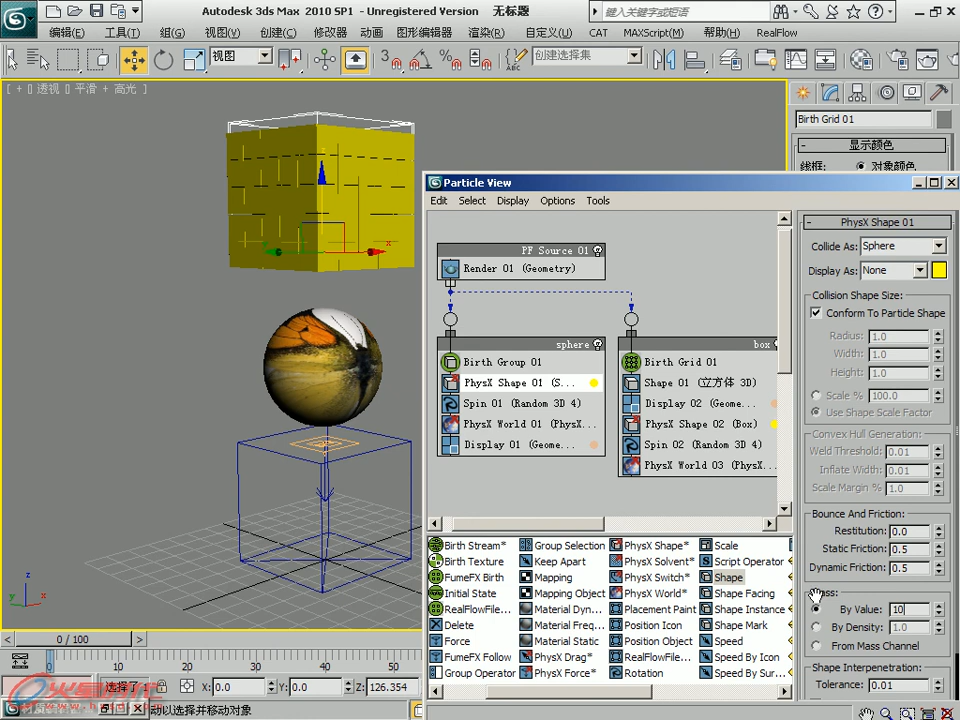 Autodesk 3ds Max 2010 SP1 - Unregistered Version 无标题
键入关键字或短语
编辑(E) 工具(T) 组(G) 视图(V) 创建(C) 修改器 动画 图形编辑器 渲染(R) 自定义(U) CAT MAXScript(M) 帮助(H) RealFlow
视图
3
ABC
创建选择集
[ + 0 透视 0 平滑 + 高光 ]
Birth Grid 01
显示颜色
线框: 对象颜色
Particle View
Edit Select Display Options Tools
PF Source 01
Render 01 (Geometry)
sphere
Birth Group 01
PhysX Shape 01 (S...
Spin 01 (Random 3D 4)
PhysX World 01 (PhysX...
Display 01 (Geome...
box
Birth Grid 01
Shape 01 (立方体 3D)
Display 02 (Geome...
PhysX Shape 02 (Box)
Spin 02 (Random 3D 4)
PhysX World 03 (PhysX...
PhysX Shape 01
Collide As: Sphere
Display As: None
Collision Shape Size:
Conform To Particle Shape
Radius: 1.0
Width: 1.0
Height: 1.0
Scale % 100.0
Use Shape Scale Factor
Convex Hull Generation:
Weld Threshold: 0.01
Inflate Width: 0.01
Scale Margin % 1.0
Bounce And Friction:
Restitution: 0.0
Static Friction: 0.5
Dynamic Friction: 0.5
By Value: 10
By Density: 1.0
From Mass Channel
Shape Interpenetration:
Tolerance: 0.01
Birth Stream* Group Selection PhysX Shape* Scale
Birth Texture Keep Apart PhysX Solvent* Script Operator
FumeFX Birth Mapping PhysX Switch* Shape
Initial State Mapping Object PhysX World* Shape Facing
RealFlowFile... Material Dyn... Placement Paint Shape Instance
Delete Material Freq... Position Icon Shape Mark
Force Material Static Position Object Speed
FumeFX Follow PhysX Drag* RealFlowFile... Speed By Icon
Group Operator PhysX Force* Rotation Speed By Sur...
z
x
y
x
0 / 100
0 10 20 30 40 50
选择了 1 X: 0.0 Y: 0.0 Z: 126.354
动以选择并移动对象